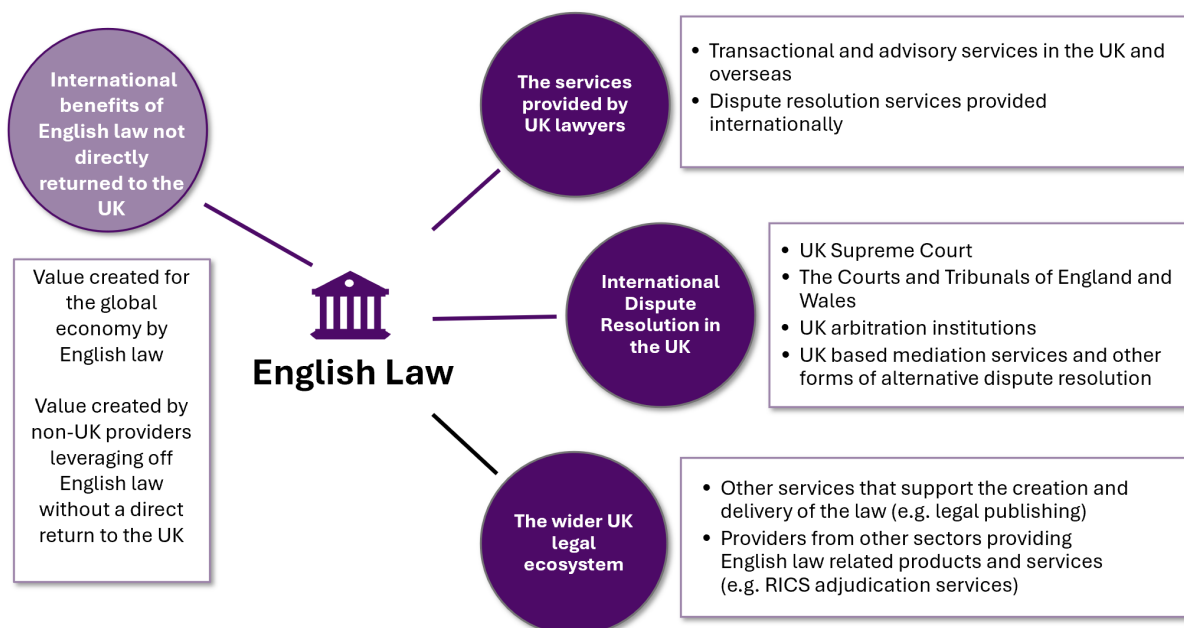 International
benefits of
English law not
directly
returned to the
UK
Value created for
the global
economy by
English law
Value created by
non-UK providers
leveraging off
English law
without a direct
return to the UK
English Law
The services
provided by
UK lawyers
• Transactional and advisory services in the UK and
overseas
• Dispute resolution services provided
internationally
International
Dispute
Resolution in
the UK
• UK Supreme Court
• The Courts and Tribunals of England and
Wales
• UK arbitration institutions
• UK based mediation services and other
forms of alternative dispute resolution
The wider UK
legal
ecosystem
• Other services that support the creation and
delivery of the law (e.g. legal publishing)
• Providers from other sectors providing
English law related products and services
(e.g. RICS adjudication services)